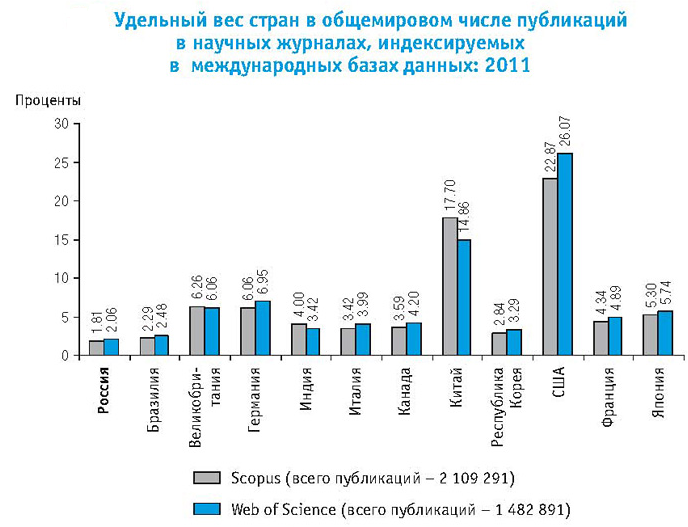 Удельный вес стран в общемировом числе публикаций
в научных журналах, индексируемых
в международных базах данных: 2011
Проценты
30
25
20
15
10
5
0
1.81
2.06
2.29
2.48
6.26
6.06
6.06
6.95
4.00
3.42
3.42
3.99
3.59
4.20
17.70
14.86
2.84
3.29
22.87
26.07
4.34
4.89
5.30
5.74
Россия
Бразилия
Великобри-
тания
Германия
Индия
Италия
Канада
Китай
Республика
Корея
США
Франция
Япония
Scopus (всего публикаций – 2 109 291)
Web of Science (всего публикаций – 1 482 891)